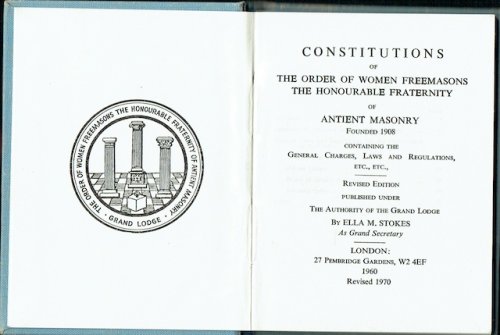 THE ORDER OF WOMEN FREEMASONS THE HONOURABLE FRATERNITY OF ANTIENT MASONRY
· GRAND LODGE ·
CONSTITUTIONS
OF
THE ORDER OF WOMEN FREEMASONS
THE HONOURABLE FRATERNITY
OF
ANTIENT MASONRY
FOUNDED 1908
CONTAINING THE
GENERAL CHARGES, LAWS AND REGULATIONS,
ETC., ETC.,
REVISED EDITION
PUBLISHED UNDER
THE AUTHORITY OF THE GRAND LODGE
BY ELLA M. STOKES
As Grand Secretary
LONDON:
27 PEMBRIDGE GARDENS, W2 4EF
1960
Revised 1970